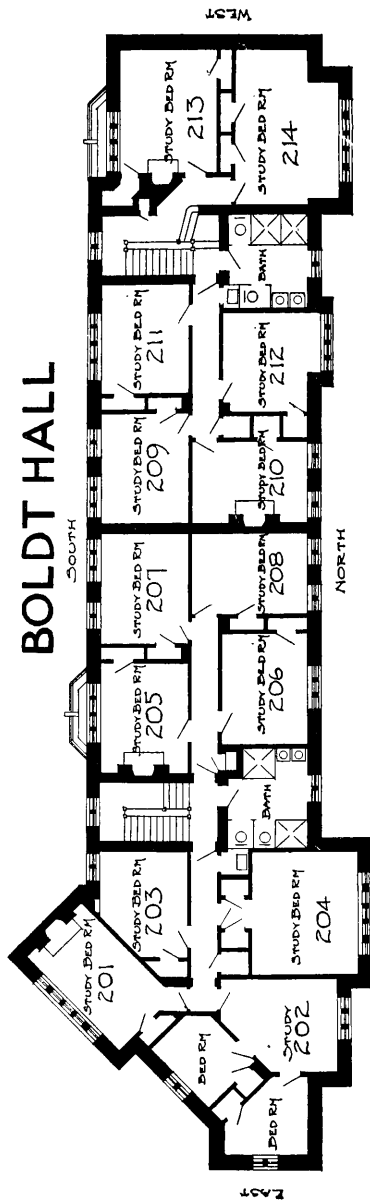 WEST
STUDY BED RM
213
STUDY BED RM
214
BATH
STUDY BED RM
211
STUDY BED RM
212
BOLDT HALL
SOUTH
STUDY BED RM
209
STUDY BED RM
210
NORTH
STUDY BED RM
207
STUDY BED RM
208
STUDY BED RM
205
STUDY BED RM
206
BATH
STUDY BED RM
203
STUDY BED RM
204
STUDY BED RM
201
STUDY
202
BED RM
BED RM
EAST